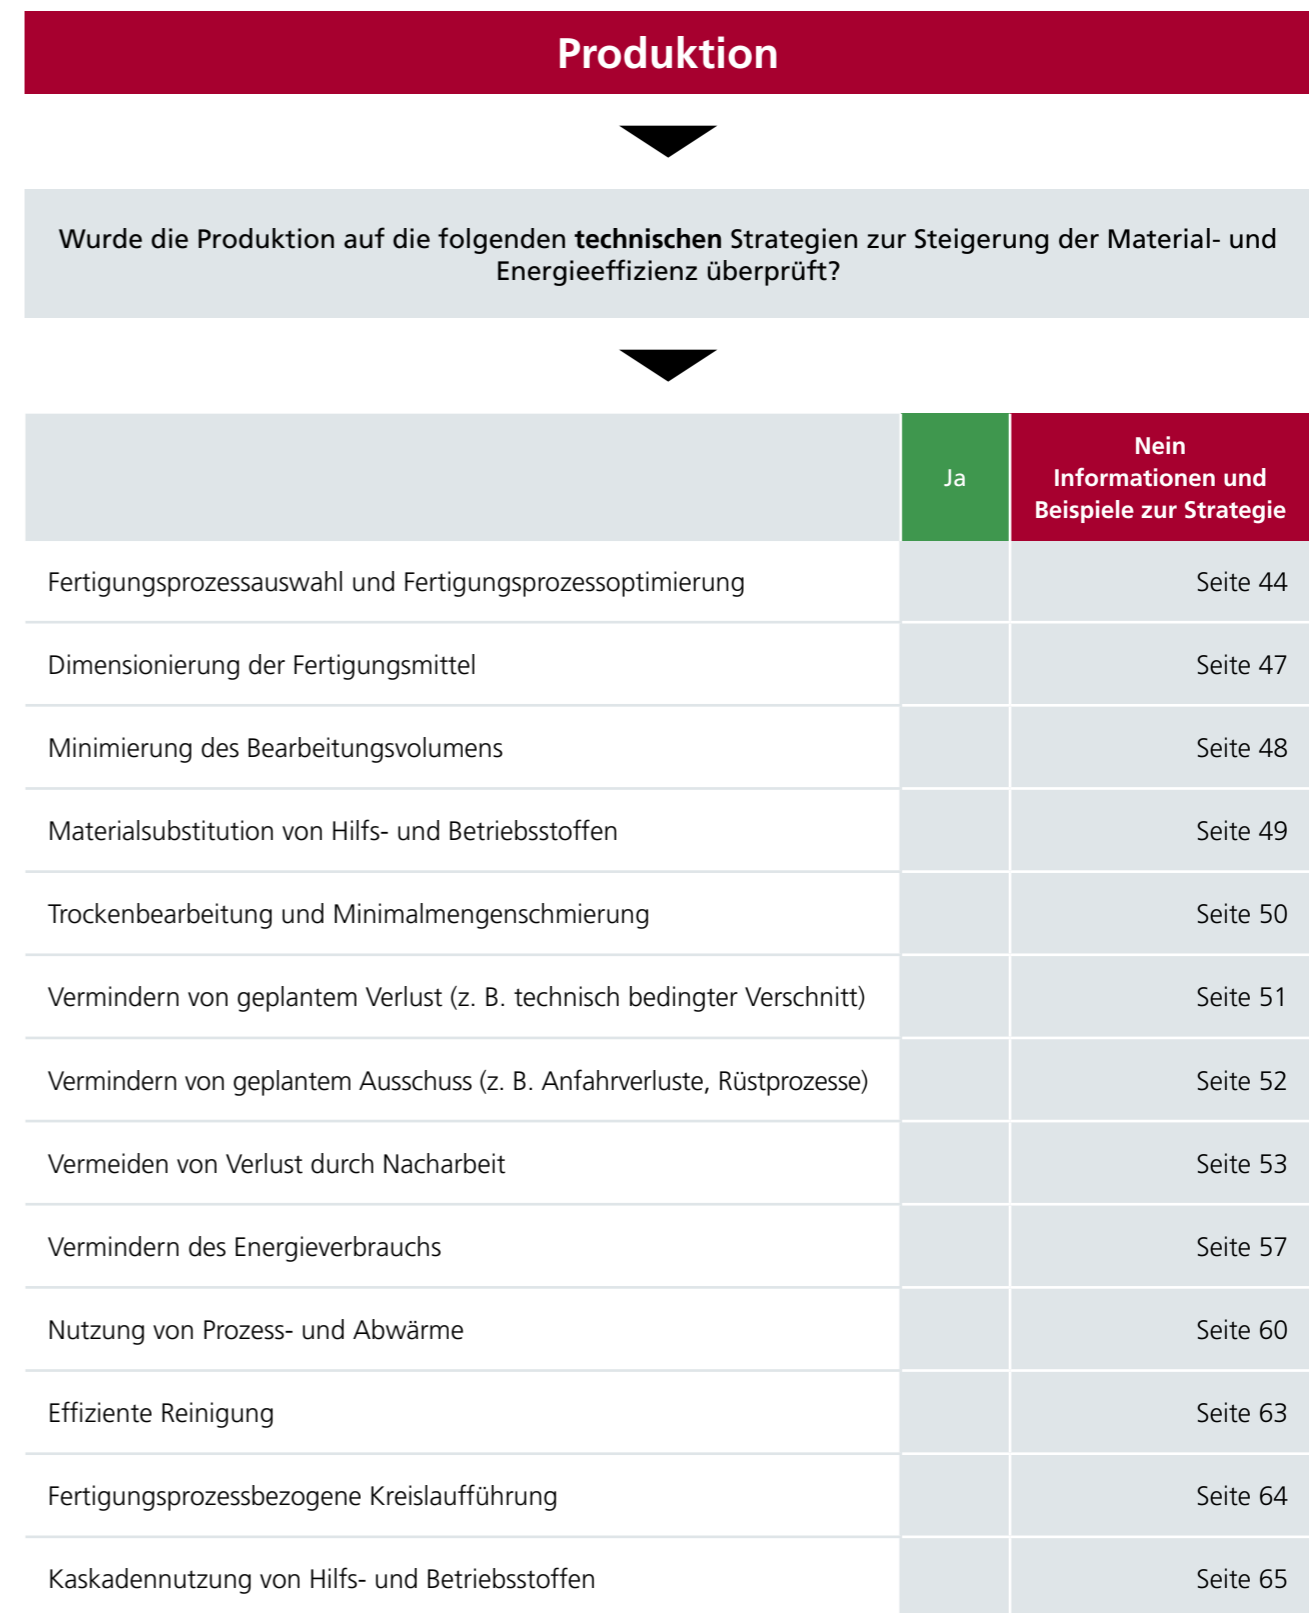 Produktion
Wurde die Produktion auf die folgenden technischen Strategien zur Steigerung der Material- und
Energieeffizienz überprüft?
Ja
Nein
Informationen und
Beispiele zur Strategie
Fertigungsprozessauswahl und Fertigungsprozessoptimierung Seite 44
Dimensionierung der Fertigungsmittel Seite 47
Minimierung des Bearbeitungsvolumens Seite 48
Materialsubstitution von Hilfs- und Betriebsstoffen Seite 49
Trockenbearbeitung und Minimalmengenschmierung Seite 50
Vermindern von geplantem Verlust (z. B. technisch bedingter Verschnitt) Seite 51
Vermindern von geplantem Ausschuss (z. B. Anfahrverluste, Rüstprozesse) Seite 52
Vermeiden von Verlust durch Nacharbeit Seite 53
Vermindern des Energieverbrauchs Seite 57
Nutzung von Prozess- und Abwärme Seite 60
Effiziente Reinigung Seite 63
Fertigungsprozessbezogene Kreislaufführung Seite 64
Kaskadennutzung von Hilfs- und Betriebsstoffen Seite 65